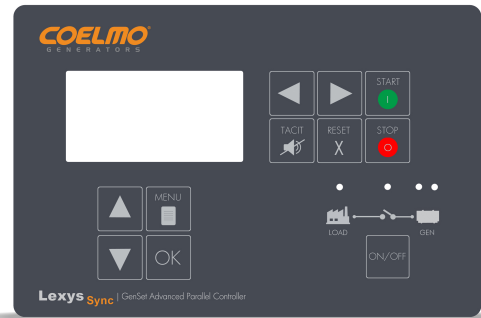 COELMO
GENERATORS
START
TACIT
RESET
X
STOP
MENU
OK
LOAD
GEN
ON/OFF
Lexys Sync | GenSet Advanced Parallel Controller